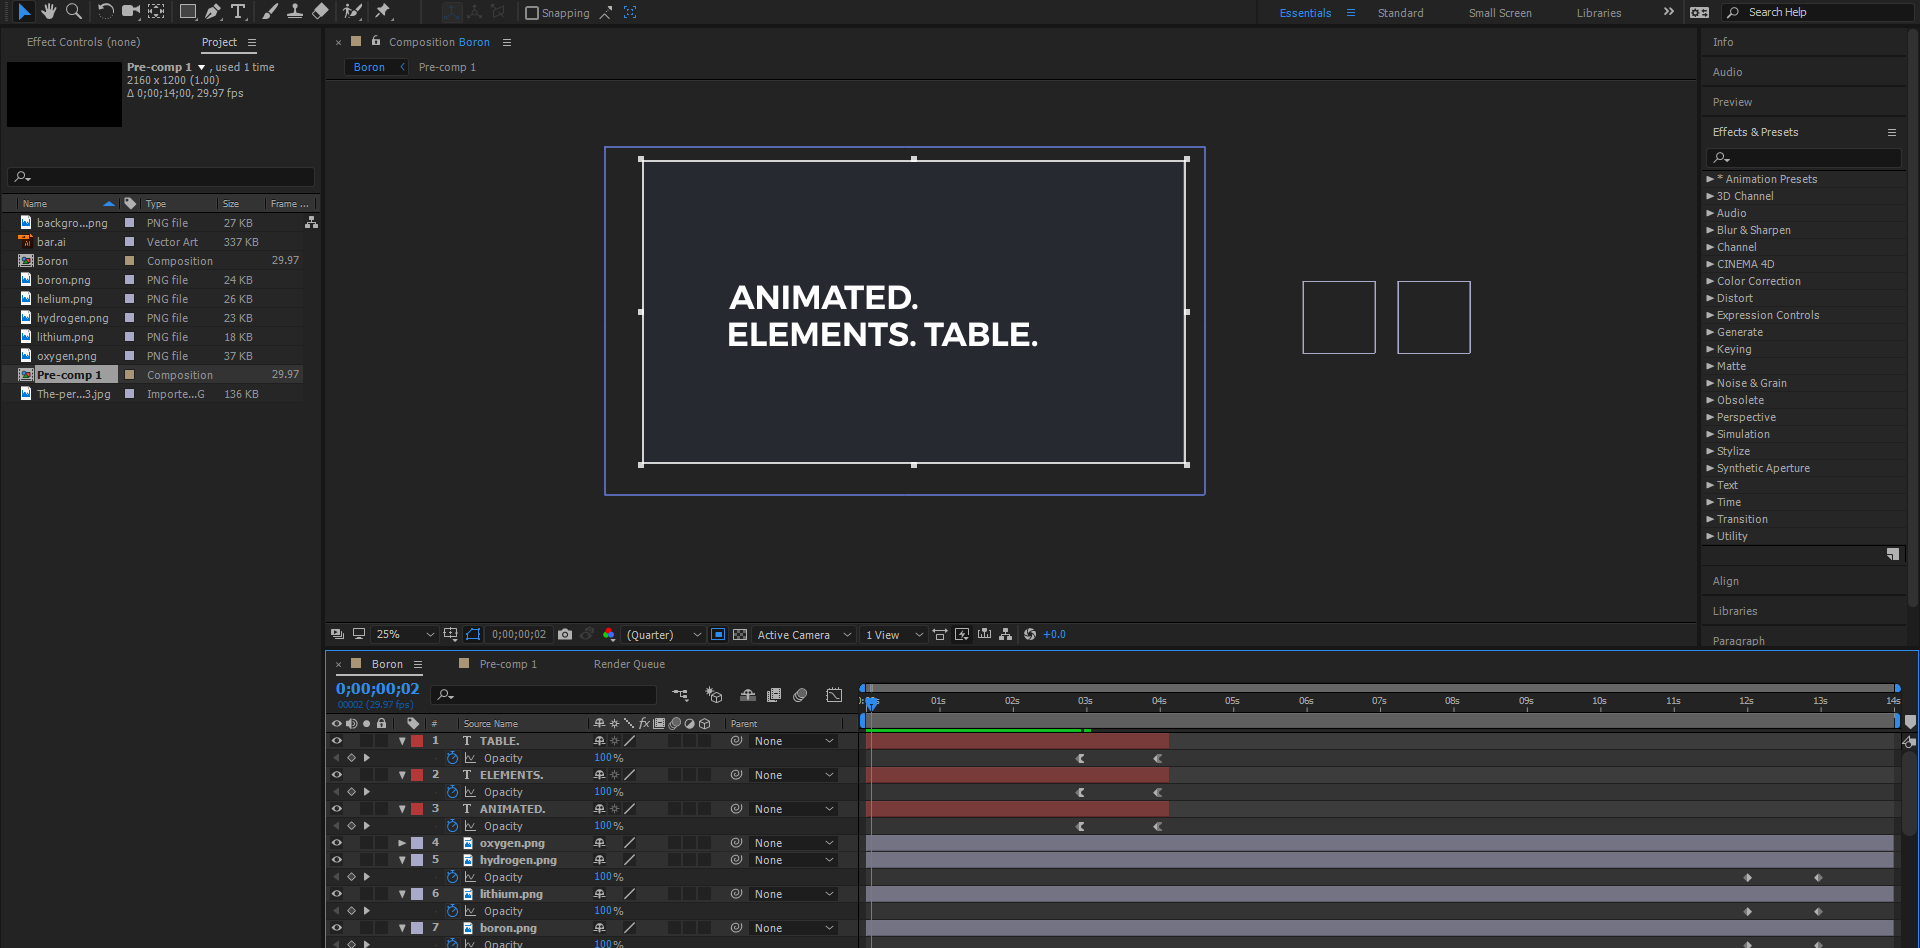 Snapping
Essentials
Standard
Small Screen
Libraries
Search Help
Effect Controls (none)
Project
Pre-comp 1 , used 1 time
2160 x 1200 (1.00)
Δ 0;00;14;00, 29.97 fps
Name Type Size Frame ...
backgro...png PNG file 27 KB
bar.ai Vector Art 337 KB
Boron Composition 29.97
boron.png PNG file 24 KB
helium.png PNG file 26 KB
hydrogen.png PNG file 23 KB
lithium.png PNG file 18 KB
oxygen.png PNG file 37 KB
Pre-comp 1 Composition 29.97
The-per...3.jpg Importe...G 136 KB
Composition Boron
Boron Pre-comp 1
ANIMATED.
ELEMENTS. TABLE.
25% 0;00;00;02 (Quarter) Active Camera 1 View +0.0
Info
Audio
Preview
Effects & Presets
* Animation Presets
3D Channel
Audio
Blur & Sharpen
Channel
CINEMA 4D
Color Correction
Distort
Expression Controls
Generate
Keying
Matte
Noise & Grain
Obsolete
Perspective
Simulation
Stylize
Synthetic Aperture
Text
Time
Transition
Utility
Align
Libraries
Paragraph
Boron Pre-comp 1 Render Queue
0;00;00;02
00002 (29.97 fps)
01s 02s 03s 04s 05s 06s 07s 08s 09s 10s 11s 12s 13s 14s
# Source Name fx Parent
1 T TABLE. None
Opacity 100%
2 T ELEMENTS. None
Opacity 100%
3 T ANIMATED. None
Opacity 100%
4 oxygen.png None
5 hydrogen.png None
Opacity 100%
6 lithium.png None
Opacity 100%
7 boron.png None
Opacity 100%